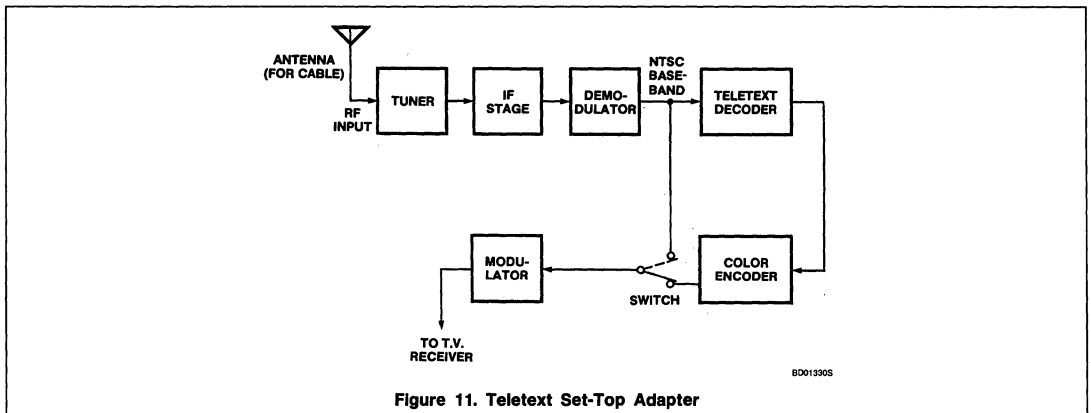 ANTENNA
(FOR CABLE)
RF
INPUT
TUNER
IF
STAGE
DEMO-
DULATOR
NTSC
BASE-
BAND
TELETEXT
DECODER
MODU-
LATOR
SWITCH
COLOR
ENCODER
TO T.V.
RECEIVER
BD01330S
Figure 11. Teletext Set-Top Adapter